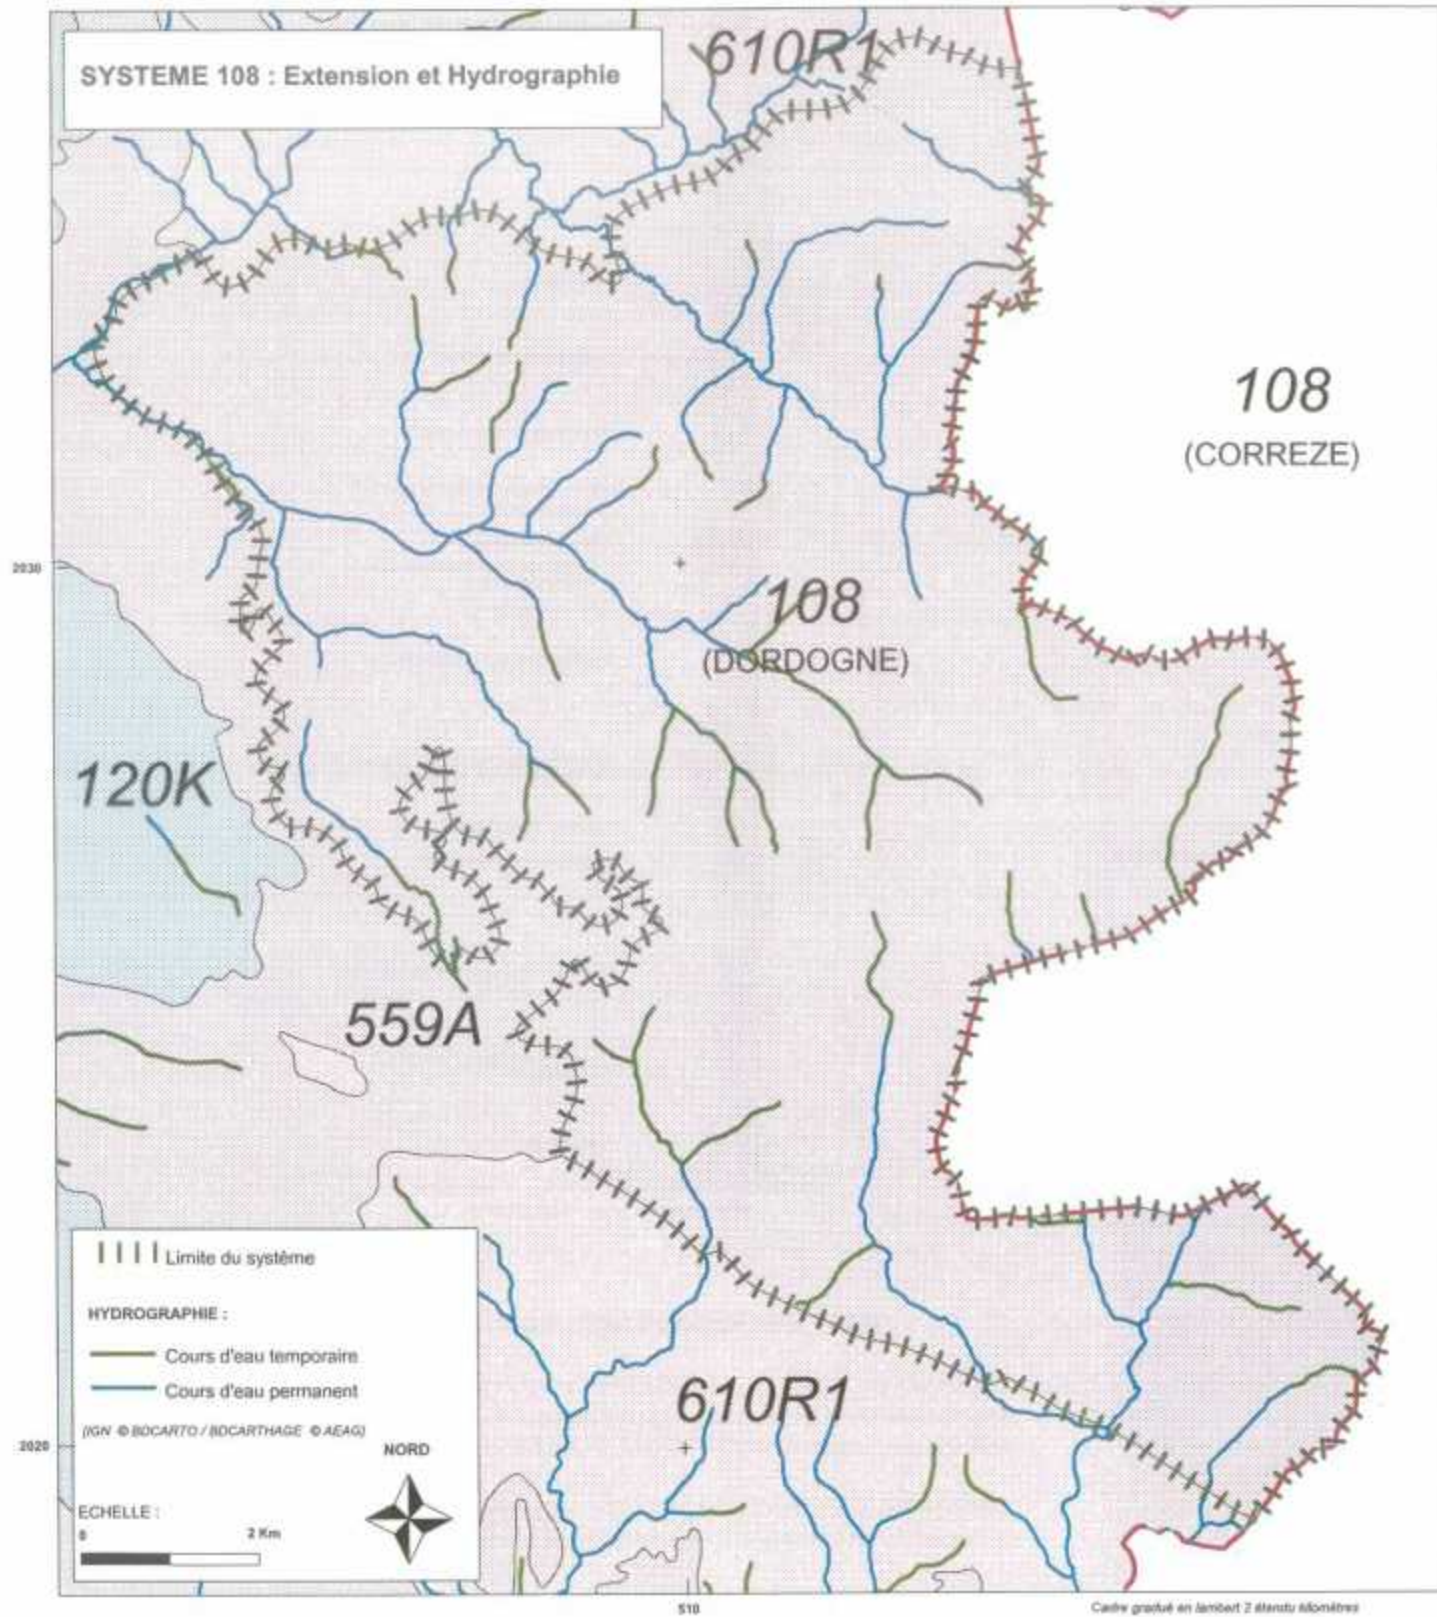 SYSTEME 108 : Extension et Hydrographie
610R1
108
(CORREZE)
2030
108
(DORDOGNE)
120K
559A
Limite du système
HYDROGRAPHIE :
Cours d'eau temporaire
Cours d'eau permanent
(IGN © BDCARTO / BDCARTHAGE © AEAG)
610R1
2020
NORD
ECHELLE :
0 2 Km
510
Cadre gradué en lambert 2 étendu kilomètres